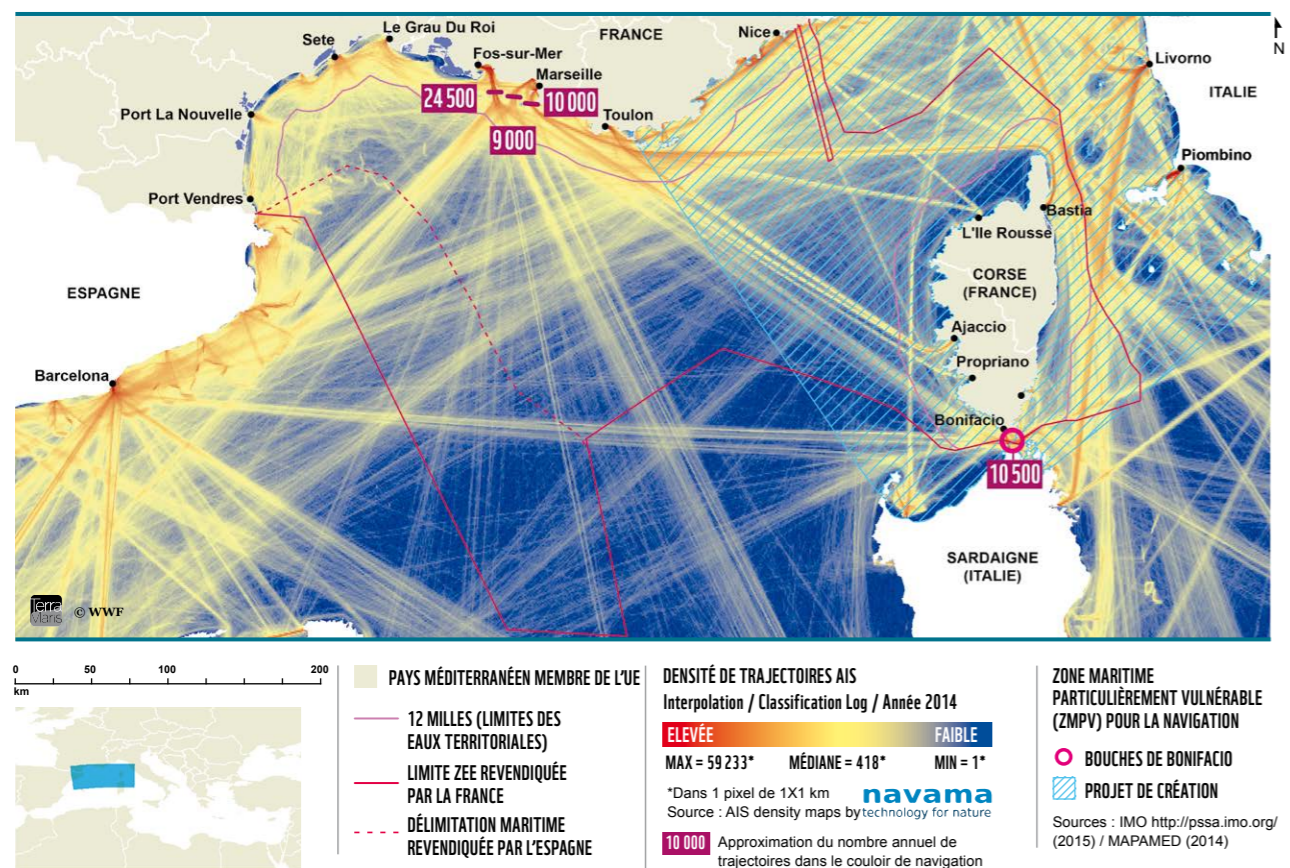 N
Le Grau Du Roi
Sete
Fos-sur-Mer
FRANCE
Nice
Livorno
Marseille
ITALIE
24 500
10 000
Port La Nouvelle
Toulon
9 000
Piombino
Port Vendres
Bastia
L'Ile Rousse
ESPAGNE
CORSE
(FRANCE)
Ajaccio
Propriano
Barcelona
Bonifacio
10 500
SARDAIGNE
(ITALIE)
Terra
Maris
© WWF
0 50 100 200
km
PAYS MÉDITERRANÉEN MEMBRE DE L'UE
12 MILLES (LIMITES DES
EAUX TERRITORIALES)
LIMITE ZEE REVENDIQUÉE
PAR LA FRANCE
DÉLIMITATION MARITIME
REVENDIQUÉE PAR L'ESPAGNE
DENSITÉ DE TRAJECTOIRES AIS
Interpolation / Classification Log / Année 2014
ELEVÉE FAIBLE
MAX = 59 233* MÉDIANE = 418* MIN = 1*
*Dans 1 pixel de 1X1 km
Source : AIS density maps by navama
technology for nature
10 000 Approximation du nombre annuel de
trajectoires dans le couloir de navigation
ZONE MARITIME
PARTICULIÈREMENT VULNÉRABLE
(ZMPV) POUR LA NAVIGATION
BOUCHES DE BONIFACIO
PROJET DE CRÉATION
Sources : IMO http://pssa.imo.org/
(2015) / MAPAMED (2014)